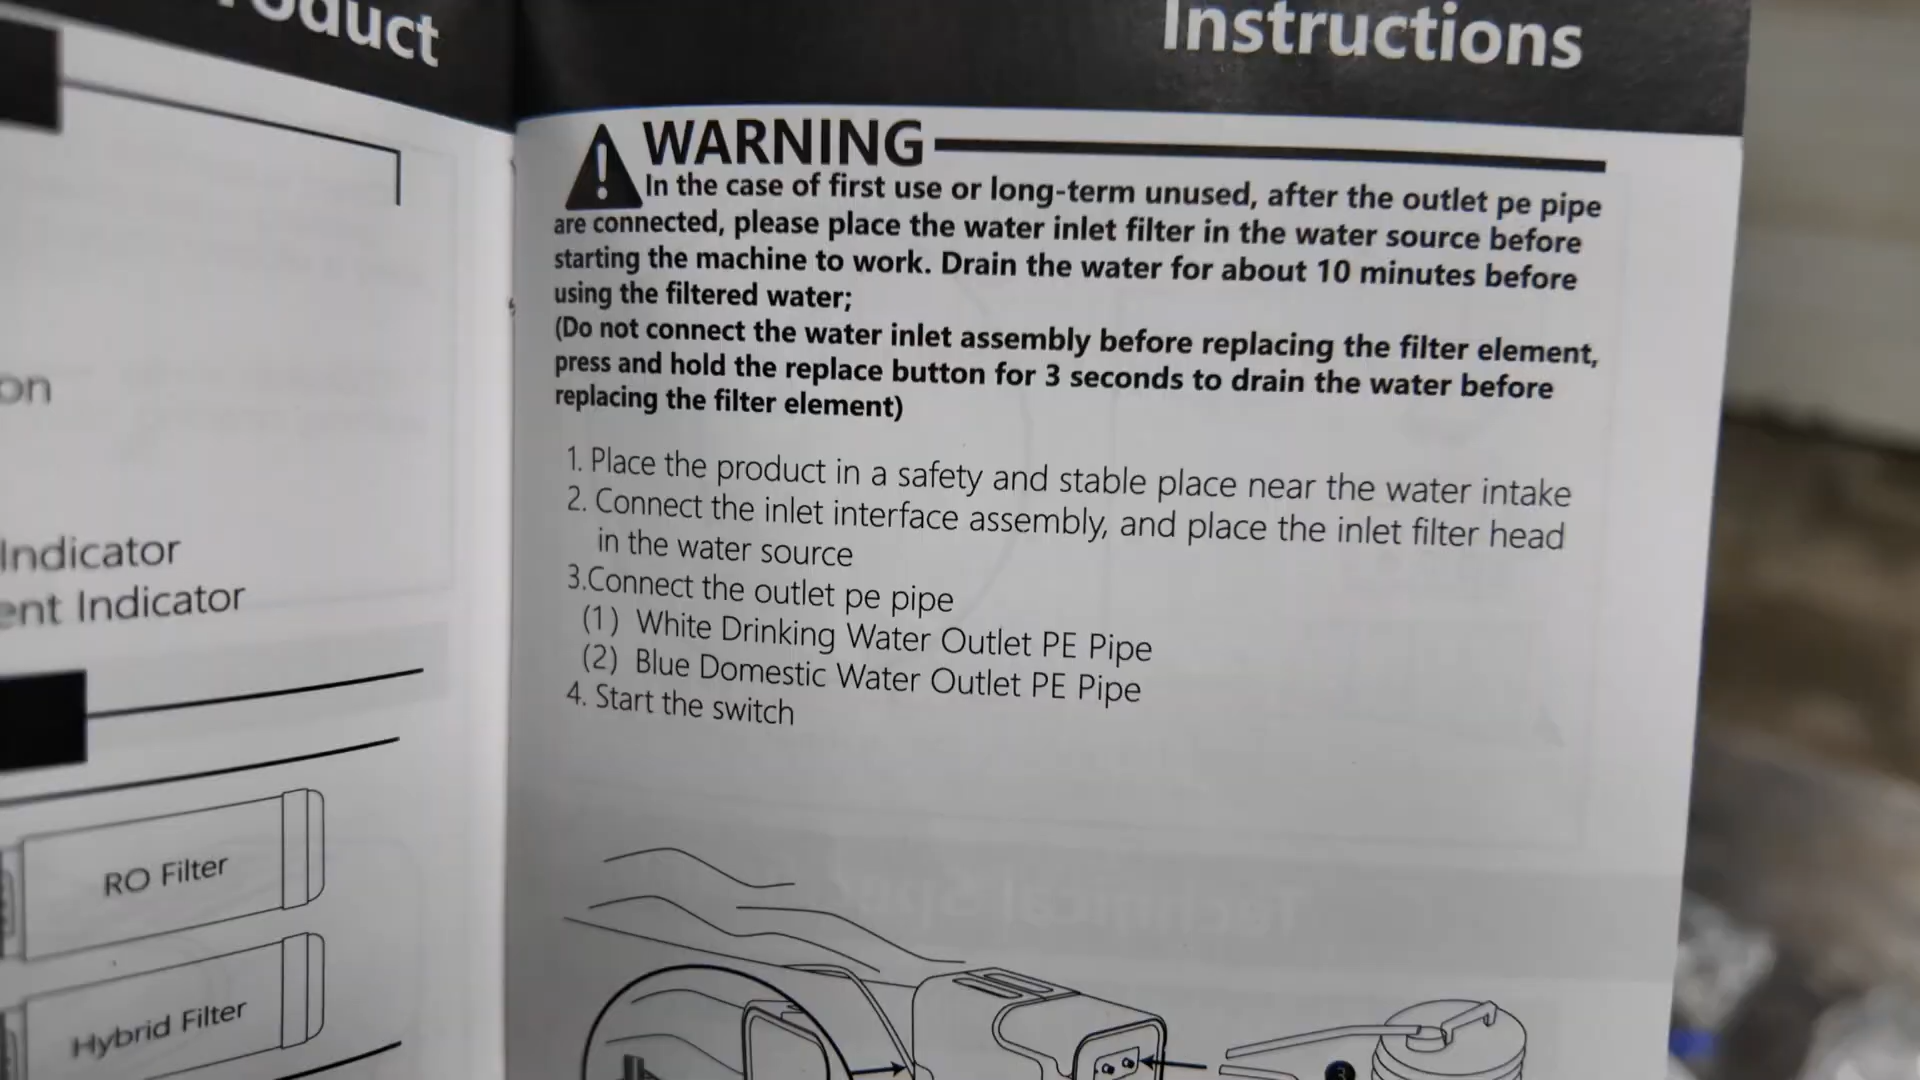 Instructions
WARNING
In the case of first use or long-term unused, after the outlet pe pipe
are connected, please place the water inlet filter in the water source before
starting the machine to work. Drain the water for about 10 minutes before
using the filtered water;
(Do not connect the water inlet assembly before replacing the filter element,
press and hold the replace button for 3 seconds to drain the water before
replacing the filter element)
1. Place the product in a safety and stable place near the water intake
2. Connect the inlet interface assembly, and place the inlet filter head
in the water source
3.Connect the outlet pe pipe
(1) White Drinking Water Outlet PE Pipe
(2) Blue Domestic Water Outlet PE Pipe
4. Start the switch
Indicator
Indicator
RO Filter
Hybrid Filter
3